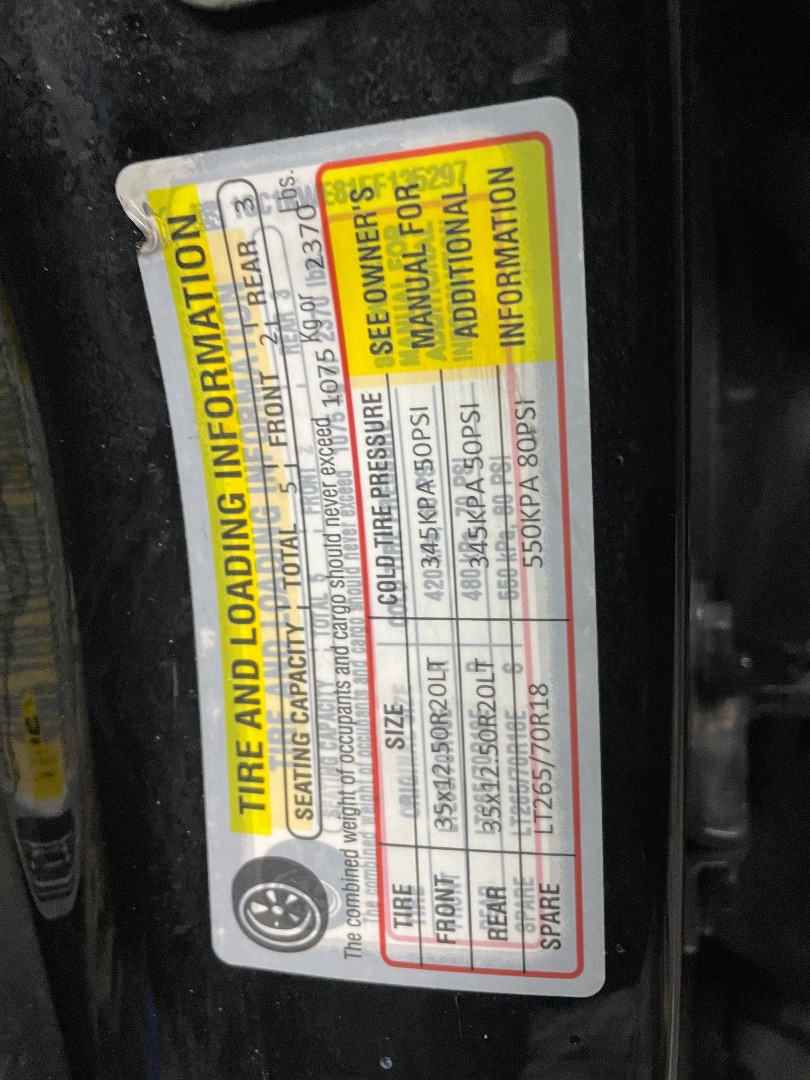 TIRE AND LOADING INFORMATION
SEATING CAPACITY TOTAL 5 FRONT 2 REAR 3
The combined weight of occupants and cargo should never exceed 1075 Kg or 2370 Lbs.
TIRE SIZE COLD TIRE PRESSURE SEE OWNER'S MANUAL FOR ADDITIONAL INFORMATION
FRONT 35x12.50R20LT 345KPA 50PSI
REAR 35x12.50R20LT 345KPA 50PSI
SPARE LT265/70R18 550KPA 80PSI